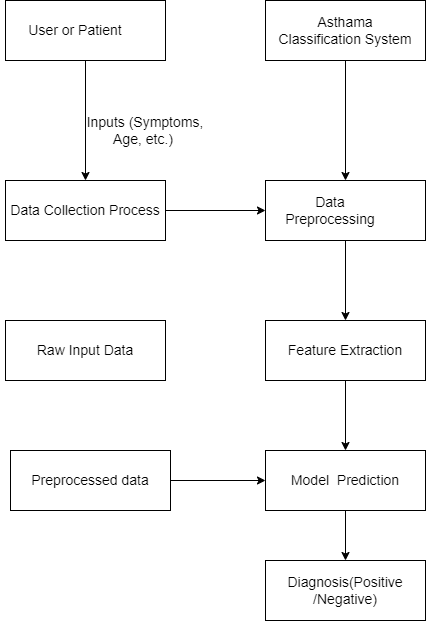 User or Patient
Asthama
Classification System
Inputs (Symptoms,
Age, etc.)
Data Collection Process
Data
Preprocessing
Raw Input Data
Feature Extraction
Preprocessed data
Model Prediction
Diagnosis(Positive
/Negative)